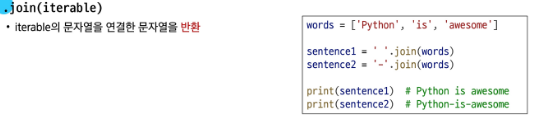 .join(iterable)
• iterable의 문자열을 연결한 문자열을 반환
words = ['Python', 'is', 'awesome']
sentence1 = ' '.join(words)
sentence2 = '-'.join(words)
print(sentence1)  # Python is awesome
print(sentence2)  # Python-is-awesome